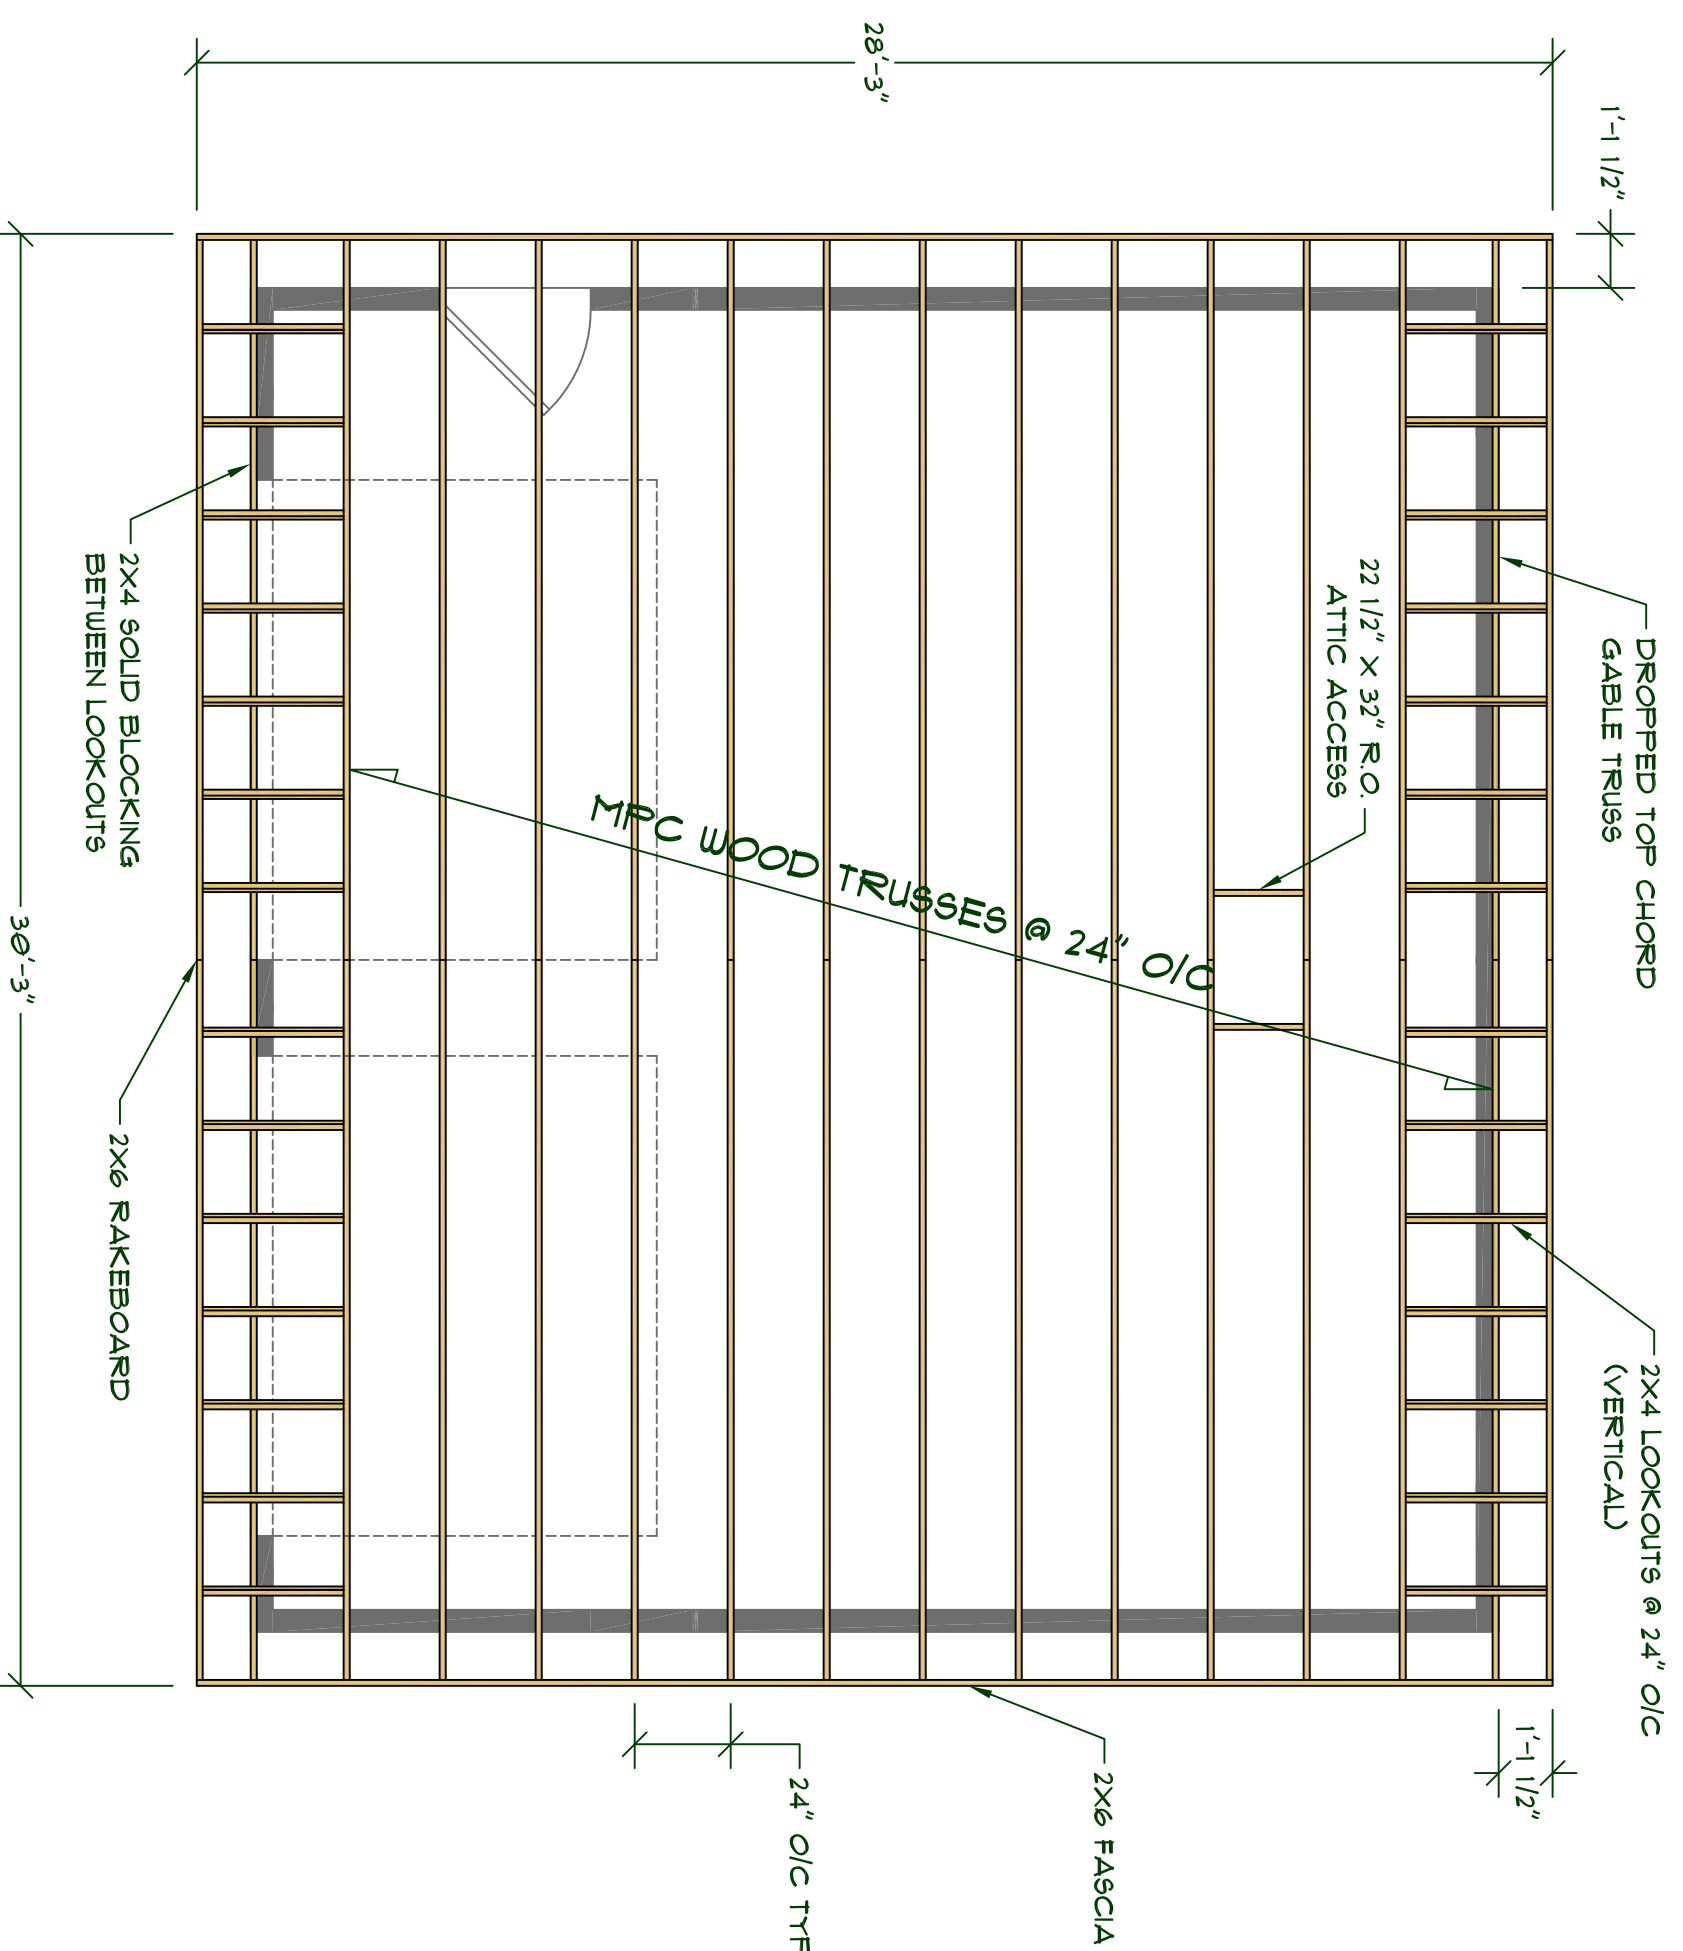 DROPPED TOP CHORD
GABLE TRUSS
2X4 LOOKOUTS @ 24" O/C
(VERTICAL)
1'-1 1/2"
1'-1 1/2"
22 1/2" X 32" R.O.
ATTIC ACCESS
2X6 FASCIA
28'-3"
MFC WOOD TRUSSES @ 24" O/C
24" O/C TYP
2X4 SOLID BLOCKING
BETWEEN LOOKOUTS
2X6 RAKEBOARD
30'-3"